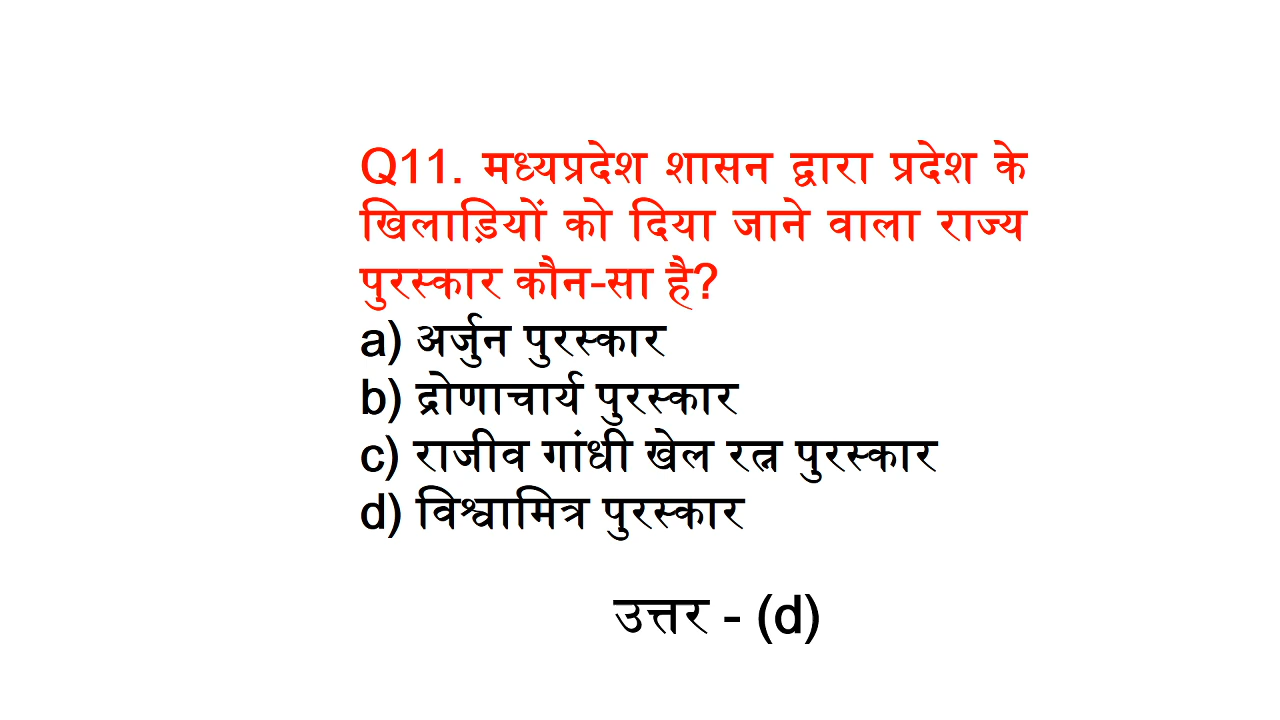 Q11. मध्यप्रदेश शासन द्वारा प्रदेश के
खिलाड़ियों को दिया जाने वाला राज्य
पुरस्कार कौन-सा है?
a) अर्जुन पुरस्कार
b) द्रोणाचार्य पुरस्कार
c) राजीव गांधी खेल रत्न पुरस्कार
d) विश्वामित्र पुरस्कार
उत्तर - (d)